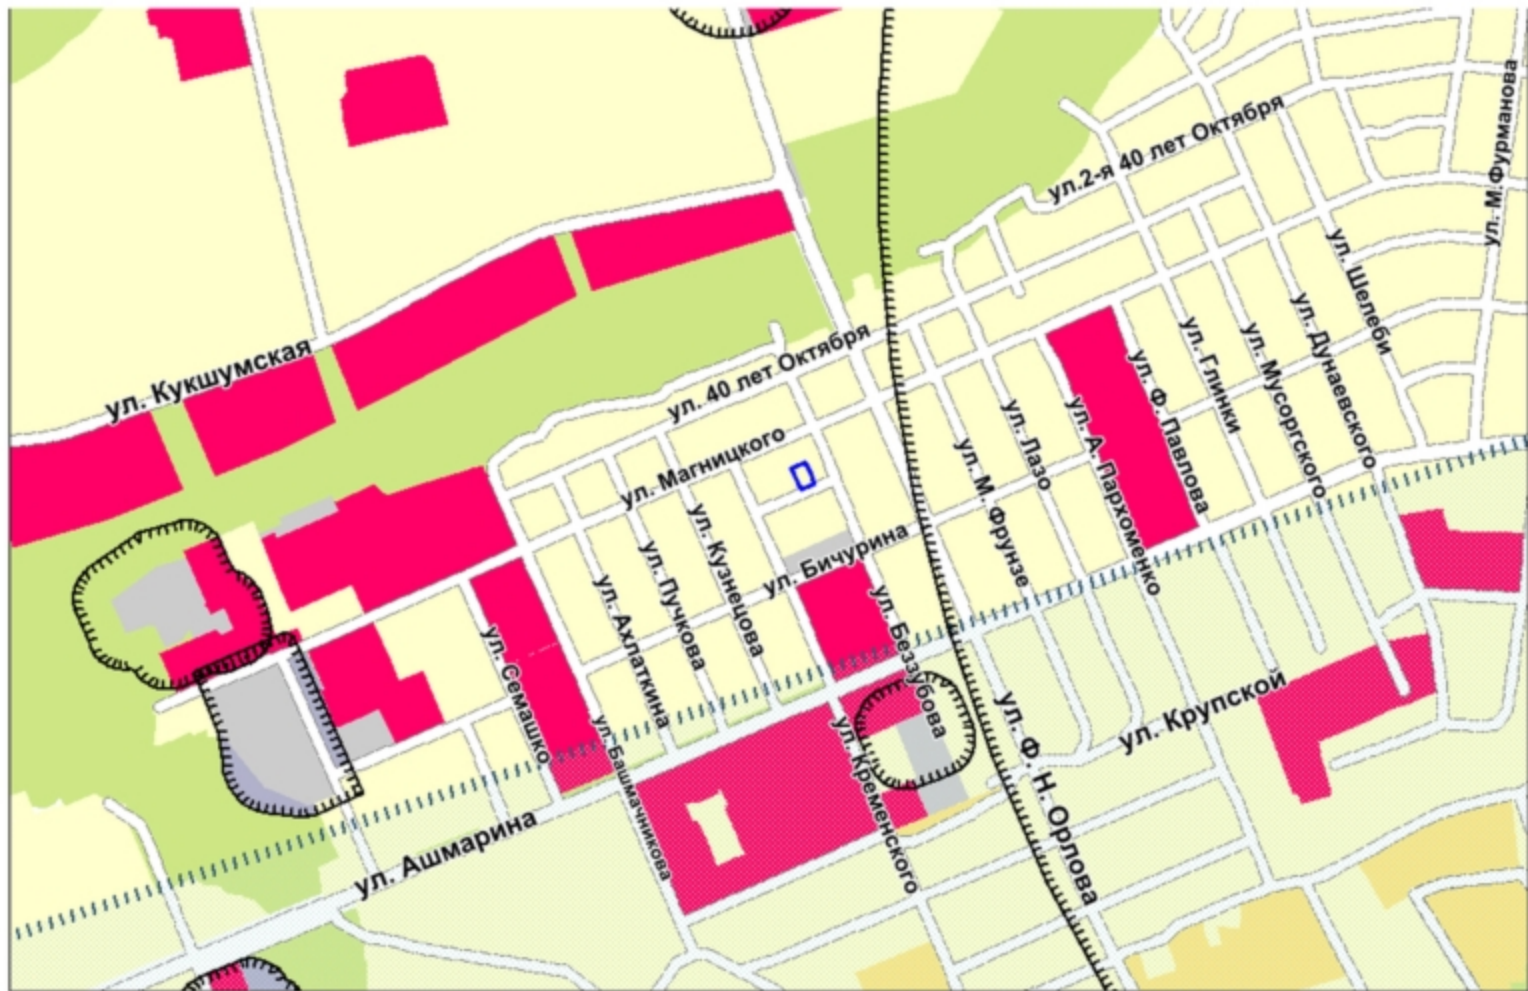 ул. М.Фурманова
ул.2-я 40 лет Октября
ул. Шелеби
ул. Кукшумская
ул. 40 лет Октября
ул. Дунаевского
ул. Глинки
ул. Мусоргского
ул. Ф. Павлова
ул. А. Пархоменко
ул. Лазо
ул. М. Фрунзе
ул. Магницкого
ул. Кузнецова
ул. Пучкова
ул. Ахлаткина
ул. Бичурина
ул. Беззубова
ул. Семашко
ул. Башмачникова
ул. Кременского
ул. Ф. Н. Орлова
ул. Крупской
ул. Ашмарина